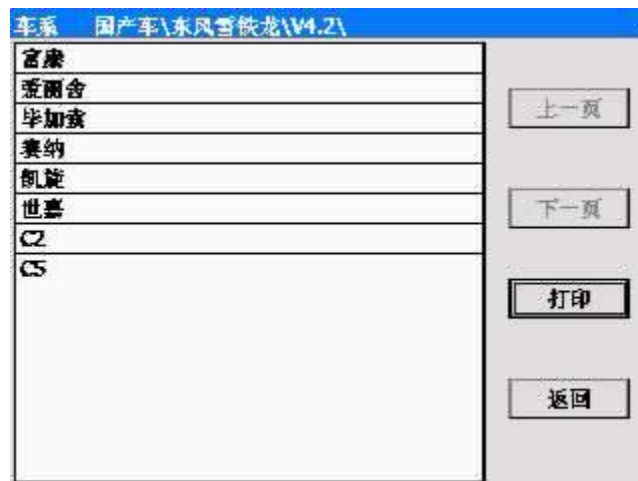 车系 国产车\东风雪铁龙\V4.2\
富康
爱丽舍
毕加索
赛纳
凯旋
世嘉
C2
C5
上一页
下一页
打印
返回